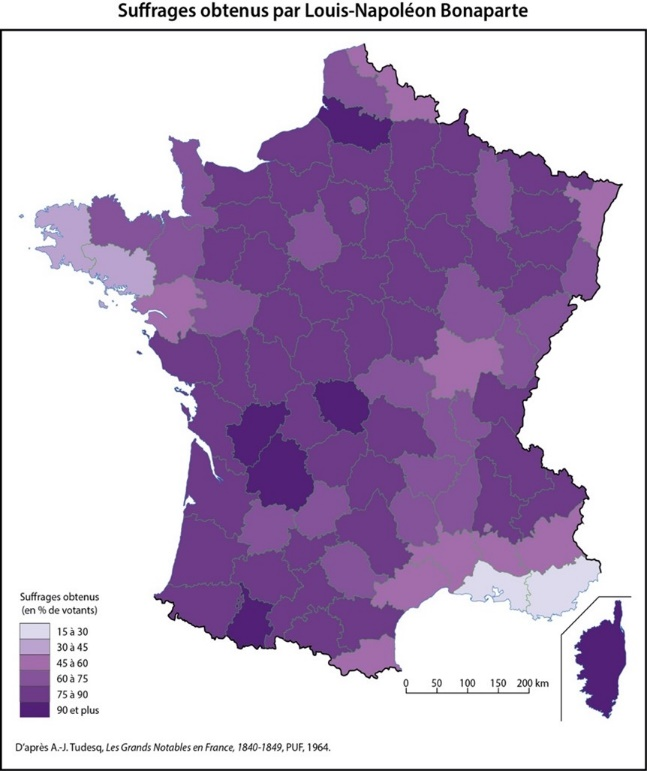 Suffrages obtenus par Louis-Napoléon Bonaparte
Suffrages obtenus
(en % de votants)
15 à 30
30 à 45
45 à 60
60 à 75
75 à 90
90 et plus
0 50 100 150 200 km
D'après A.-J. Tudesq, Les Grands Notables en France, 1840-1849, PUF, 1964.